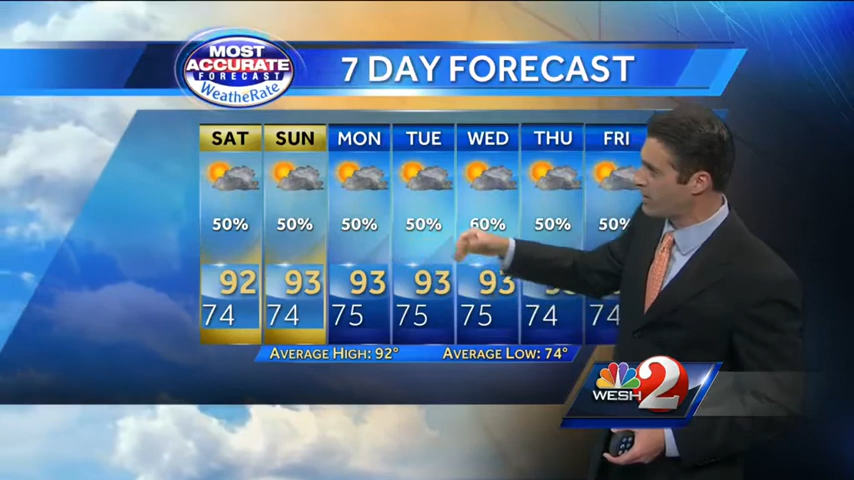 MOST
ACCURATE
FORECAST
WeatheRate
7 DAY FORECAST
SAT SUN MON TUE WED THU FRI
50% 50% 50% 50% 60% 50% 50%
92 93 93 93 93
74 74 75 75 75 74 74
AVERAGE HIGH: 92° AVERAGE LOW: 74°
WESH 2